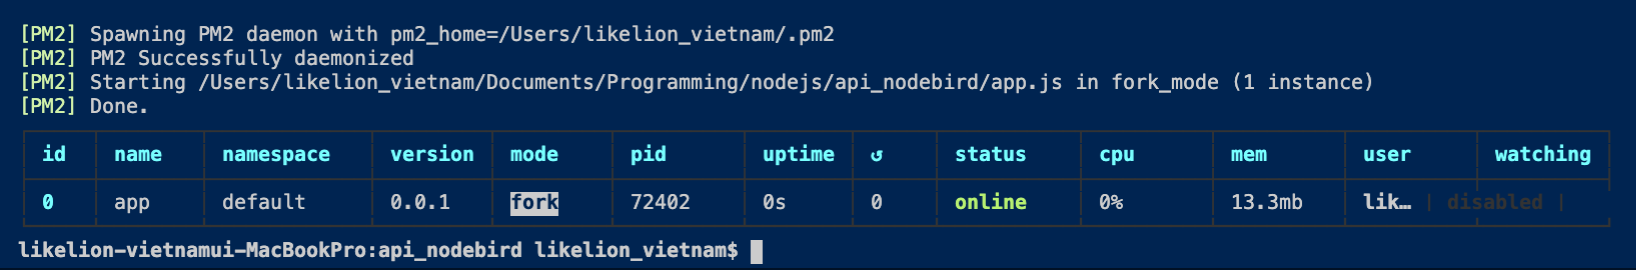 [PM2] Spawning PM2 daemon with pm2_home=/Users/likelion_vietnam/.pm2
[PM2] PM2 Successfully daemonized
[PM2] Starting /Users/likelion_vietnam/Documents/Programming/nodejs/api_nodebird/app.js in fork_mode (1 instance)
[PM2] Done.
id name namespace version mode pid uptime ↺ status cpu mem user watching
0 app default 0.0.1 fork 72402 0s 0 online 0% 13.3mb lik… | disabled |
likelion-vietnamui-MacBookPro:api_nodebird likelion_vietnam$